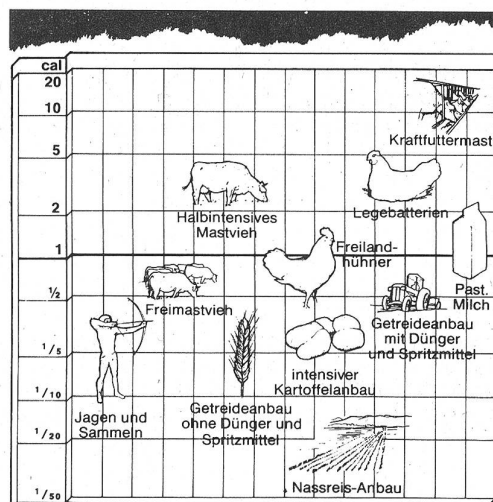 cal
20
10
5
2
1
½
1/5
1/10
1/20
1/50
Kraftfuttermast
Halbintensives
Mastvieh
Legebatterien
Freiland-
hühner
Past.
Milch
Freimastvieh
Getreideanbau
mit Dünger
und Spritzmittel
intensiver
Kartoffelanbau
Jagen und
Sammeln
Getreideanbau
ohne Dünger und
Spritzmittel
Nassreis-Anbau